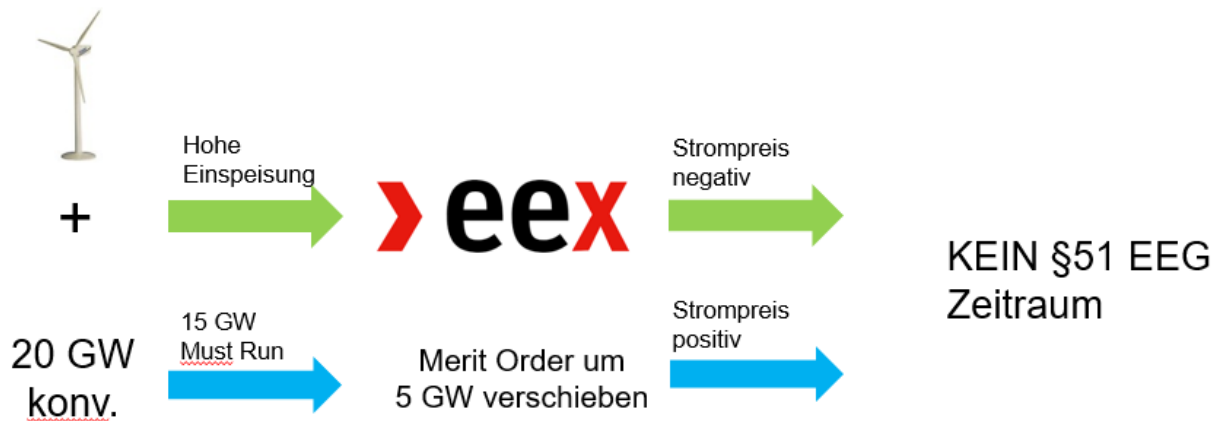 Hohe
Einspeisung
Strompreis
negativ
+
eex
KEIN §51 EEG
Zeitraum
15 GW
Must Run
Strompreis
positiv
20 GW
konv.
Merit Order um
5 GW verschieben